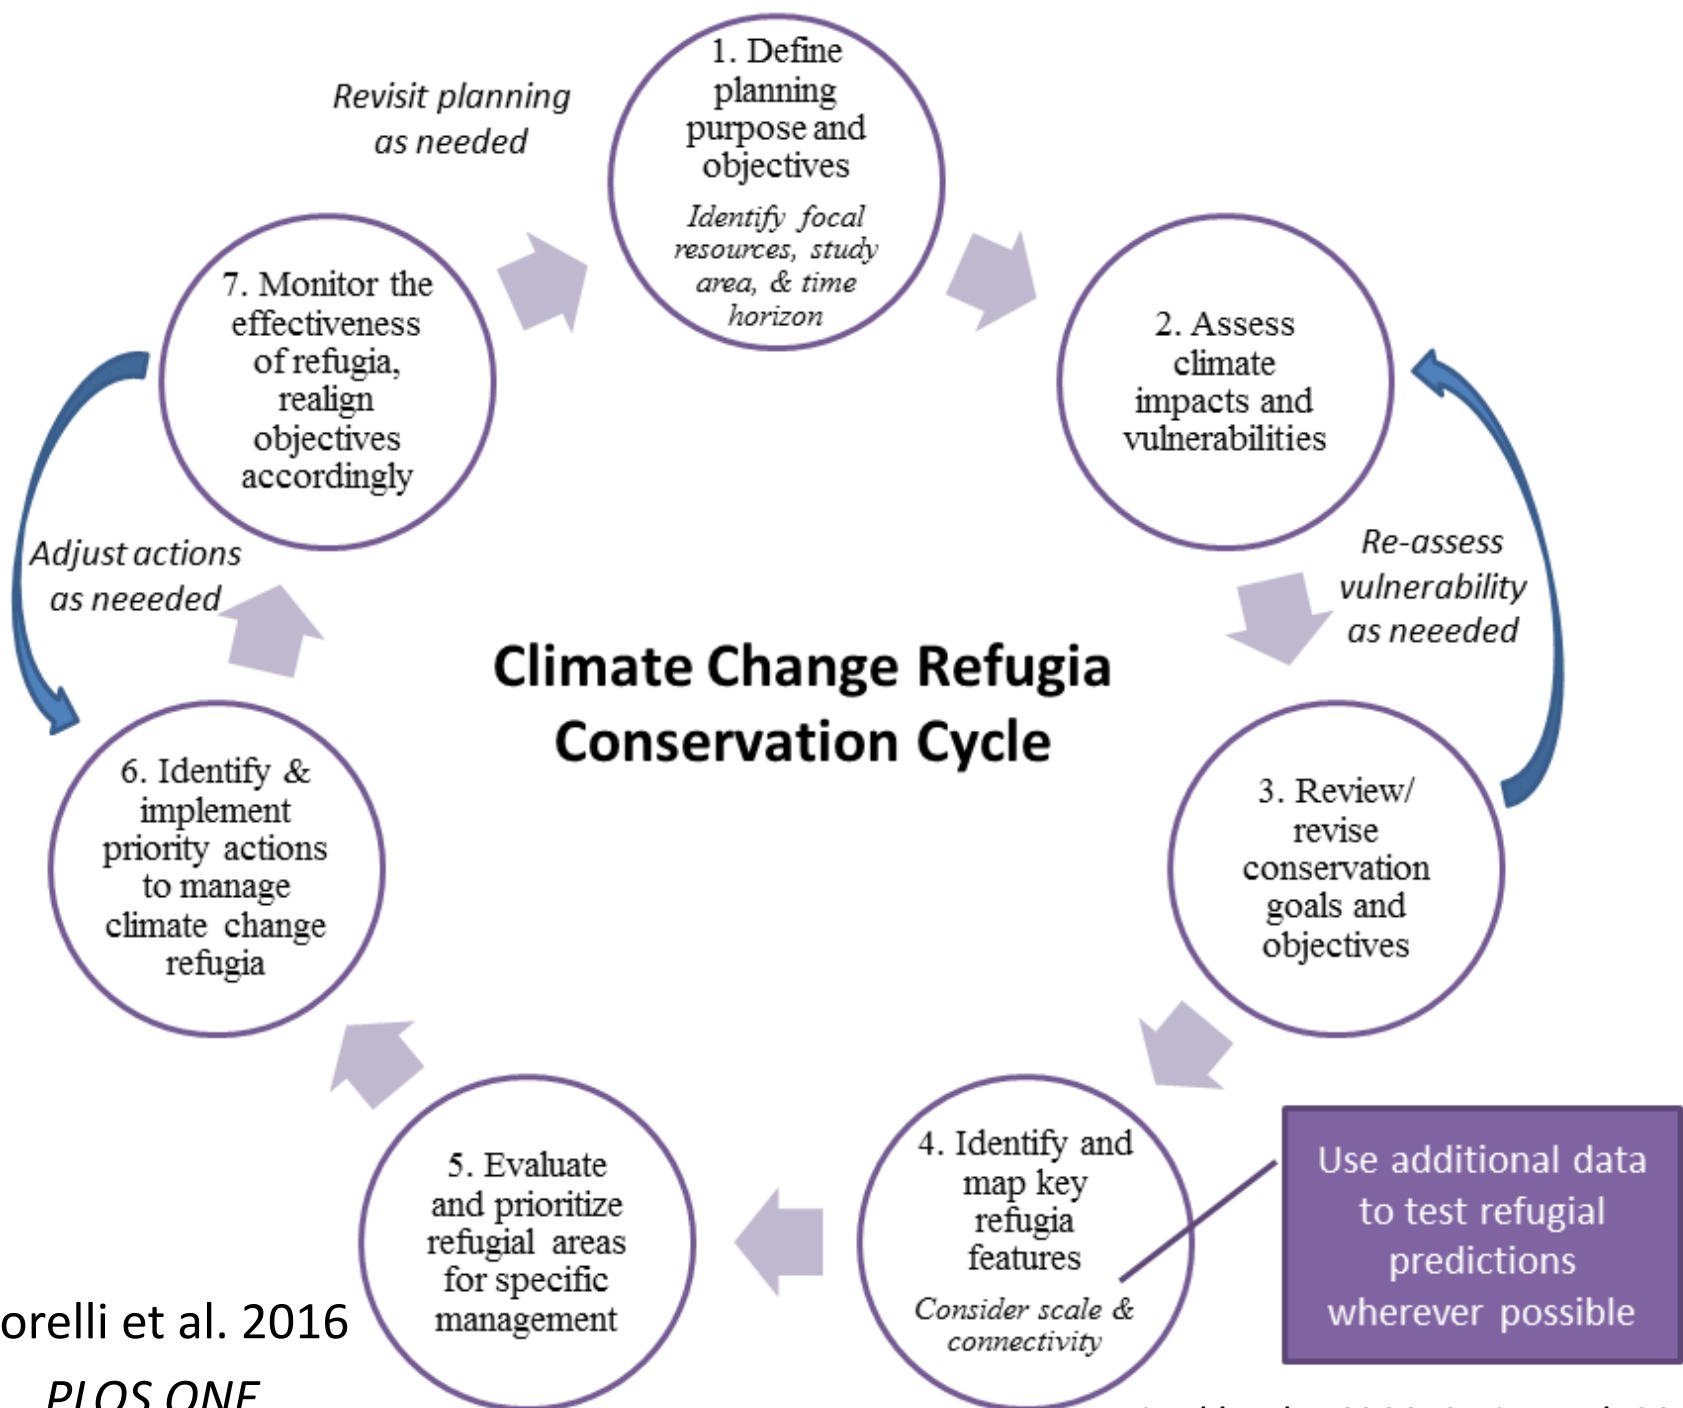 1. Define
planning
purpose and
objectives
Identify focal
resources, study
area, & time
horizon
2. Assess
climate
impacts and
vulnerabilities
Re-assess
vulnerability
as neeeded
3. Review/
revise
conservation
goals and
objectives
4. Identify and
map key
refugia
features
Consider scale &
connectivity
Use additional data
to test refugial
predictions
wherever possible
5. Evaluate
and prioritize
refugial areas
for specific
management
6. Identify &
implement
priority actions
to manage
climate change
refugia
Adjust actions
as neeeded
7. Monitor the
effectiveness
of refugia,
realign
objectives
accordingly
Revisit planning
as needed
Climate Change Refugia
Conservation Cycle
orelli et al. 2016
PLOS ONE